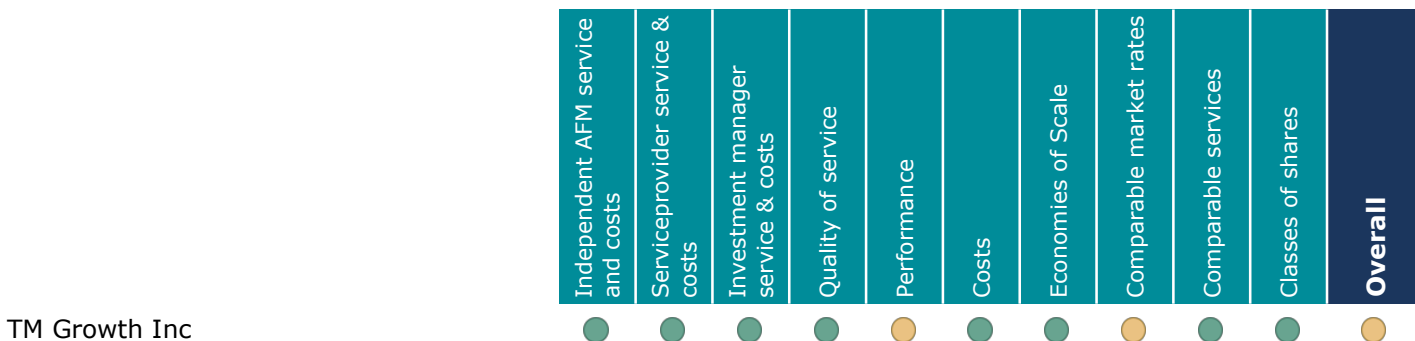 Independent AFM service
and costs
Serviceprovider service &
costs
Investment manager
service & costs
Quality of service
Performance
Costs
Economies of Scale
Comparable market rates
Comparable services
Classes of shares
Overall
TM Growth Inc